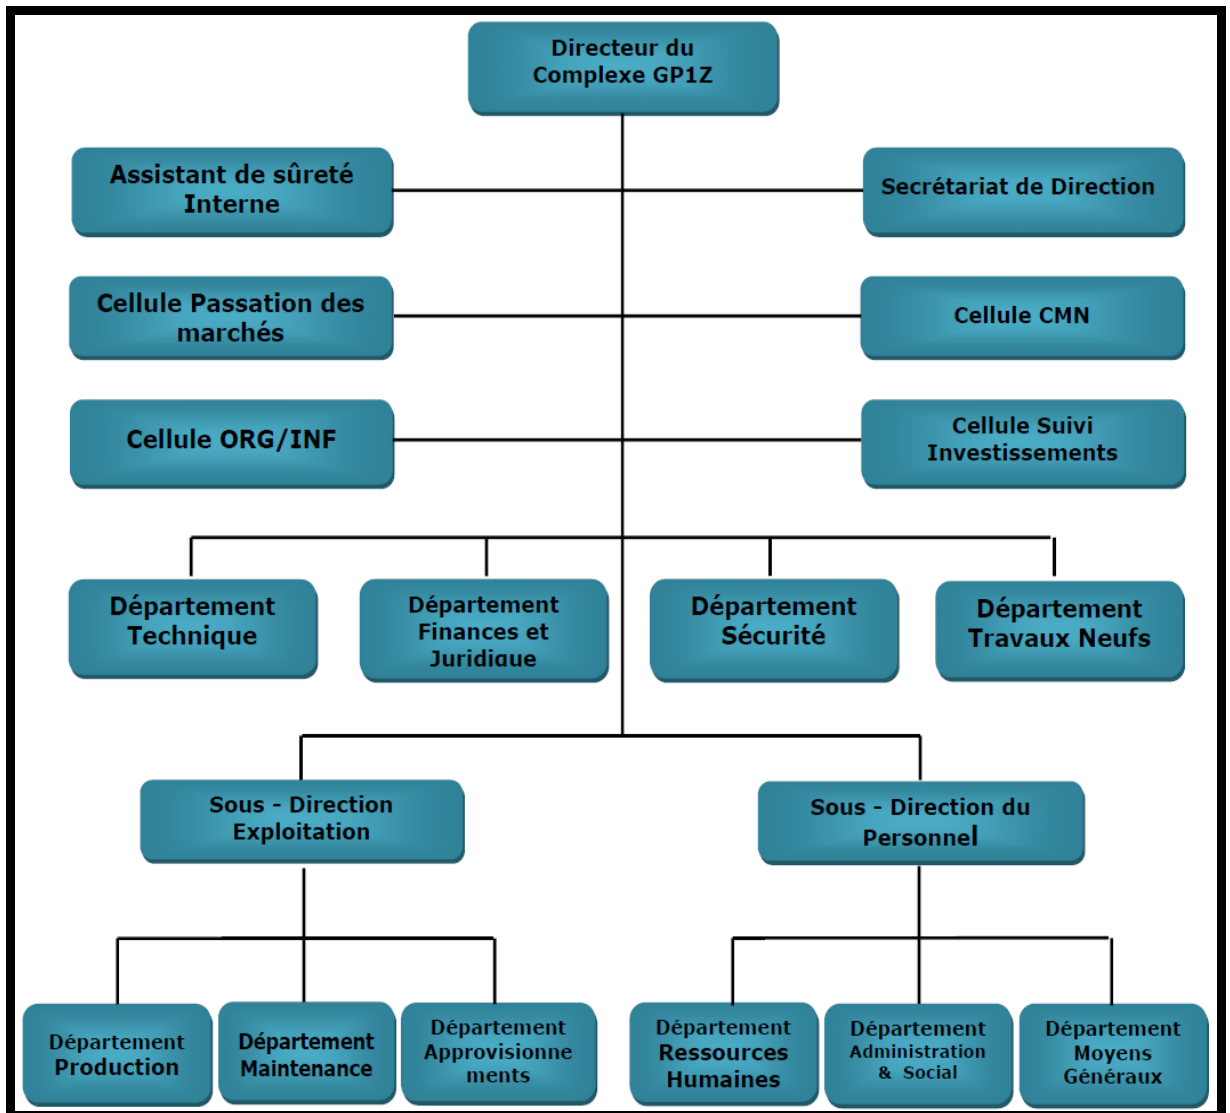 Directeur du
Complexe GP1Z
Assistant de sûreté
Interne
Secrétariat de Direction
Cellule Passation des
marchés
Cellule CMN
Cellule ORG/INF
Cellule Suivi
Investissements
Département
Technique
Département
Finances et
Juridique
Département
Sécurité
Département
Travaux Neufs
Sous - Direction
Exploitation
Sous - Direction du
Personnel
Département
Production
Département
Maintenance
Département
Approvisionne
ments
Département
Ressources
Humaines
Département
Administration
& Social
Département
Moyens
Généraux